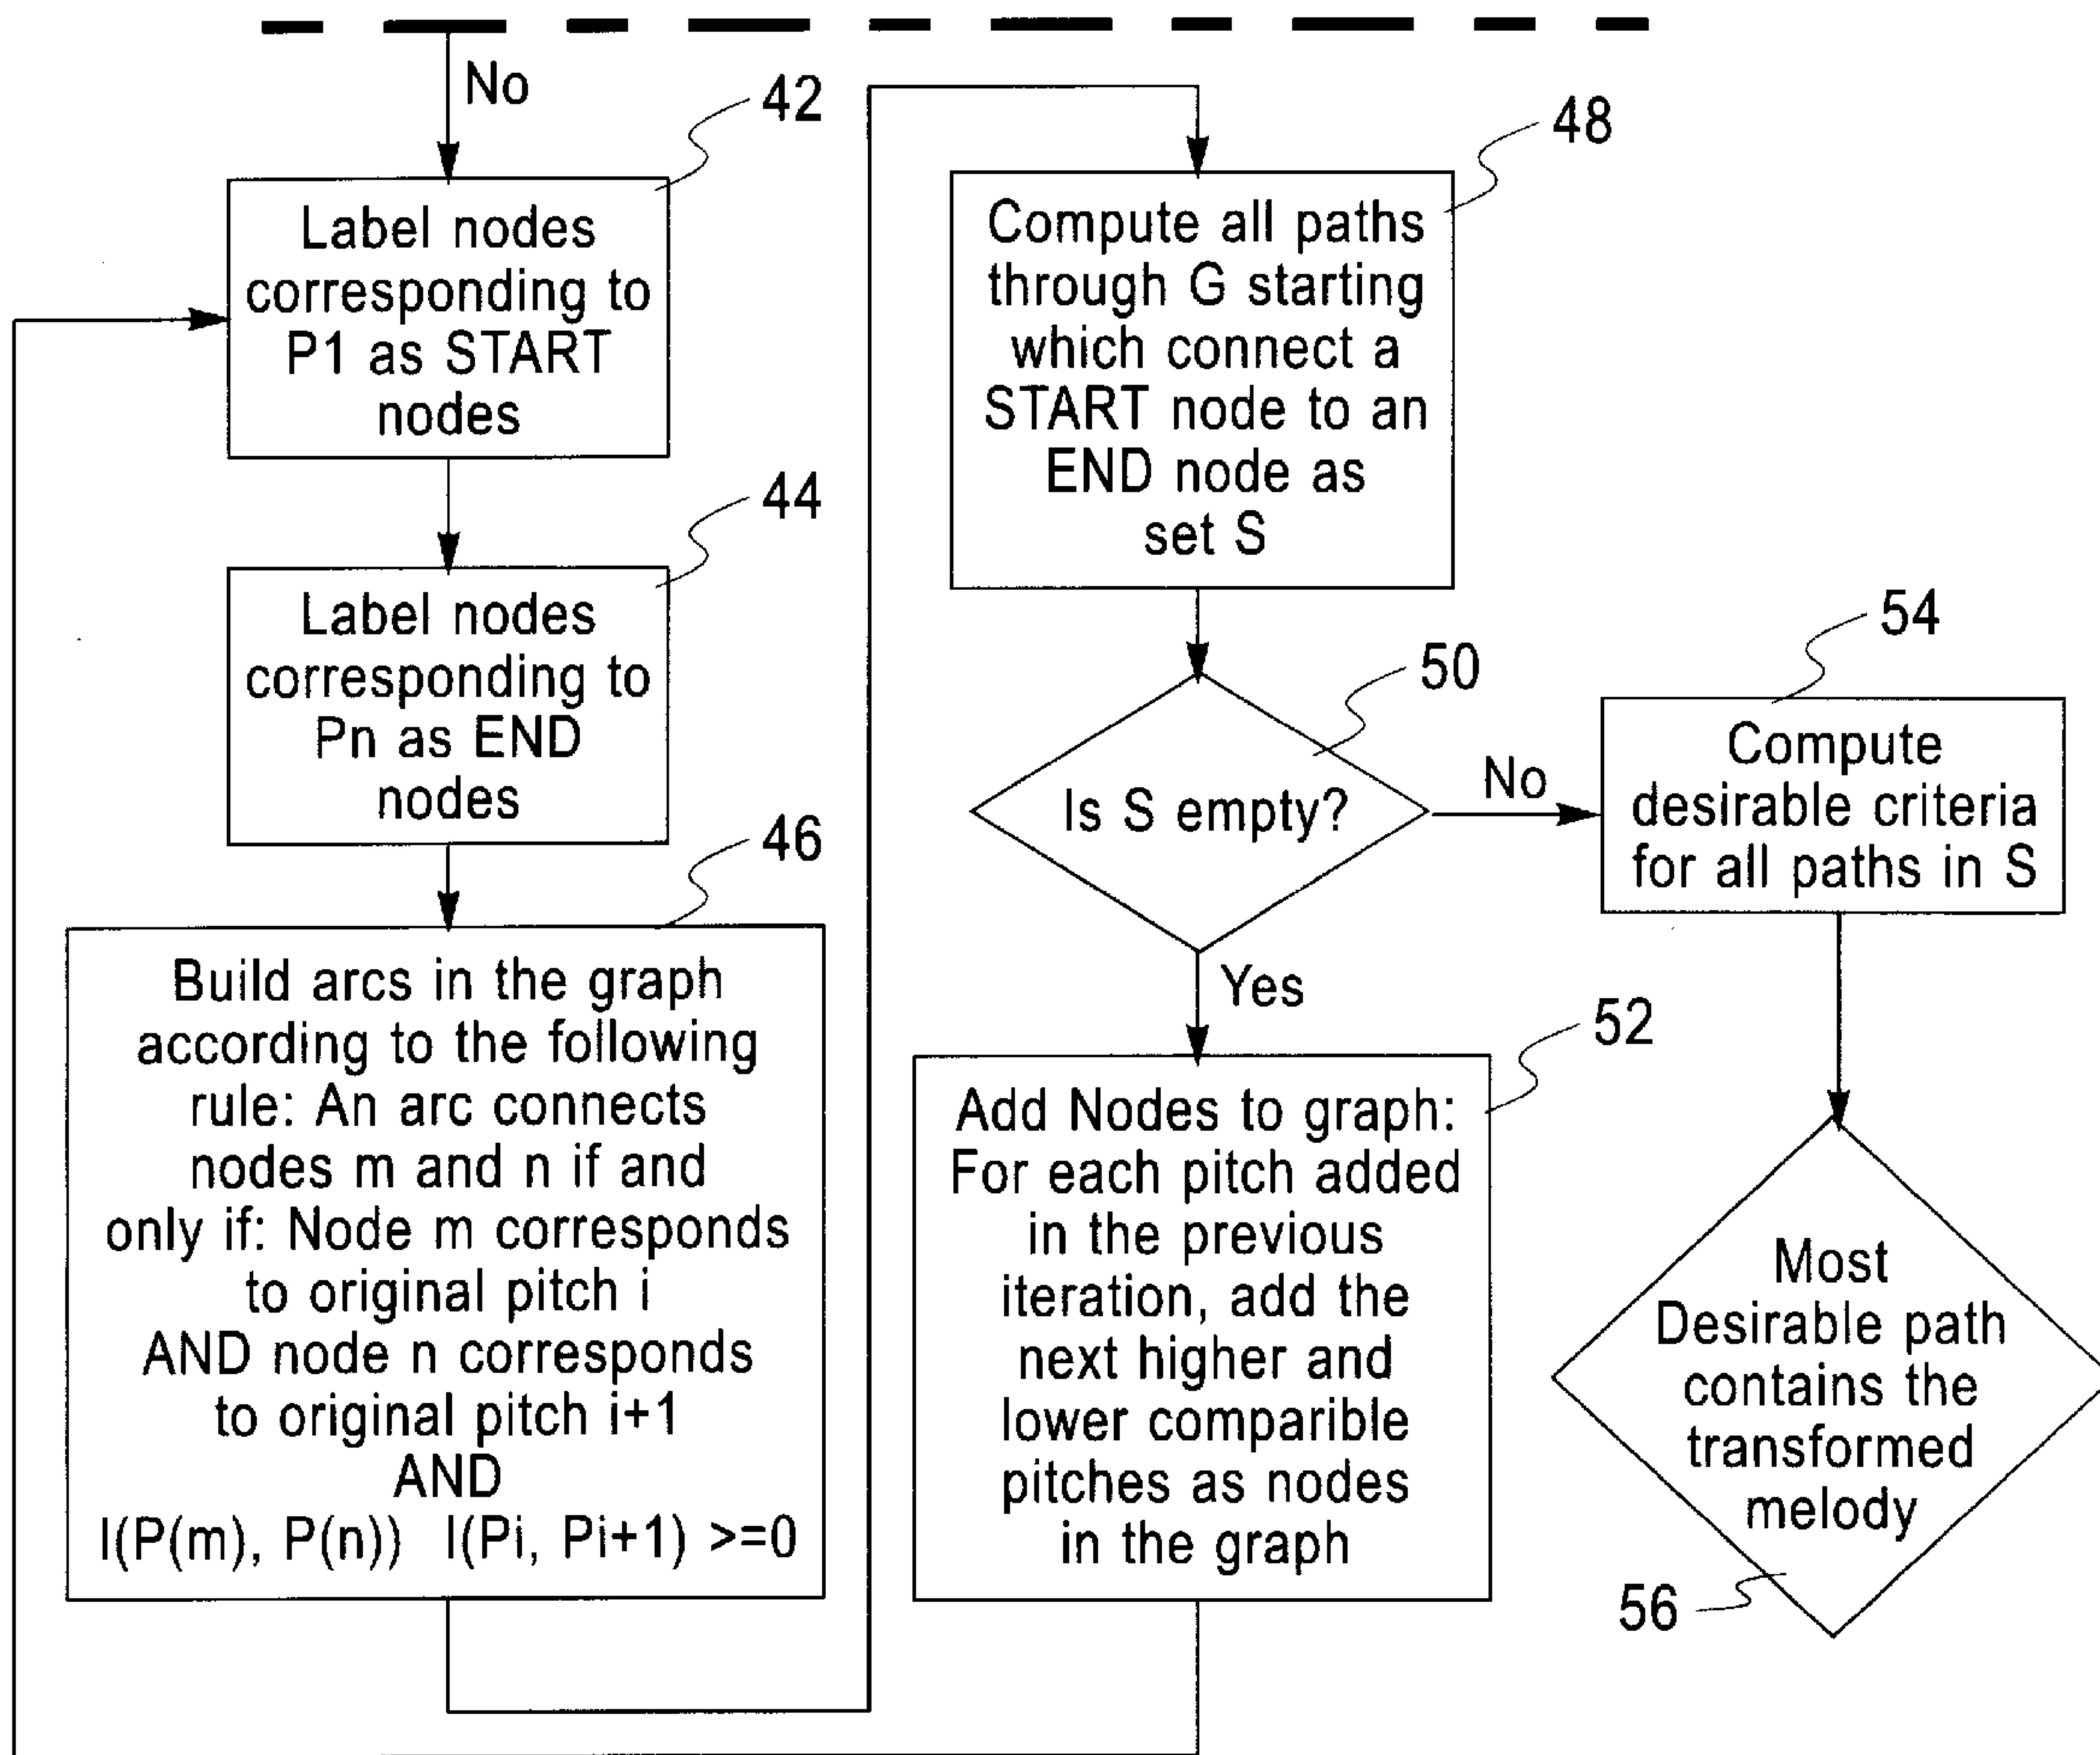 No
42
Label nodes
corresponding to
P1 as START
nodes
44
Label nodes
corresponding to
Pn as END
nodes
46
Build arcs in the graph
according to the following
rule: An arc connects
nodes m and n if and
only if: Node m corresponds
to original pitch i
AND node n corresponds
to original pitch i+1
AND
I(P(m), P(n)) I(Pi, Pi+1) >=0
48
Compute all paths
through G starting
which connect a
START node to an
END node as
set S
50
Is S empty?
No
Yes
52
Add Nodes to graph:
For each pitch added
in the previous
iteration, add the
next higher and
lower comparible
pitches as nodes
in the graph
54
Compute
desirable criteria
for all paths in S
Most
Desirable path
contains the
transformed
melody
56